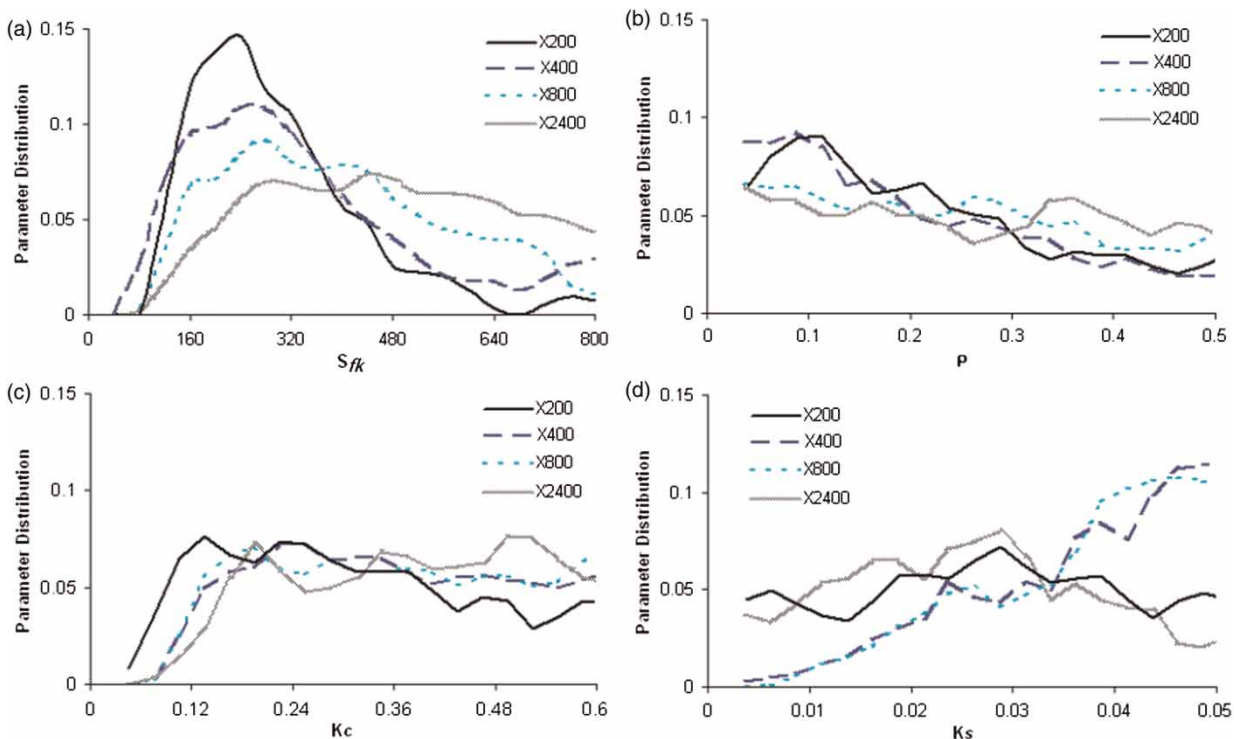 (a)
0.15
0.1
0.05
0
Parameter Distribution
X200
X400
X800
X2400
0 160 320 480 640 800
Sfk
(b)
0.15
0.1
0.05
0
Parameter Distribution
X200
X400
X800
X2400
0 0.1 0.2 0.3 0.4 0.5
ρ
(c)
0.15
0.1
0.05
0
Parameter Distribution
X200
X400
X800
X2400
0 0.12 0.24 0.36 0.48 0.6
Kc
(d)
0.15
0.1
0.05
0
Parameter Distribution
X200
X400
X800
X2400
0 0.01 0.02 0.03 0.04 0.05
Ks